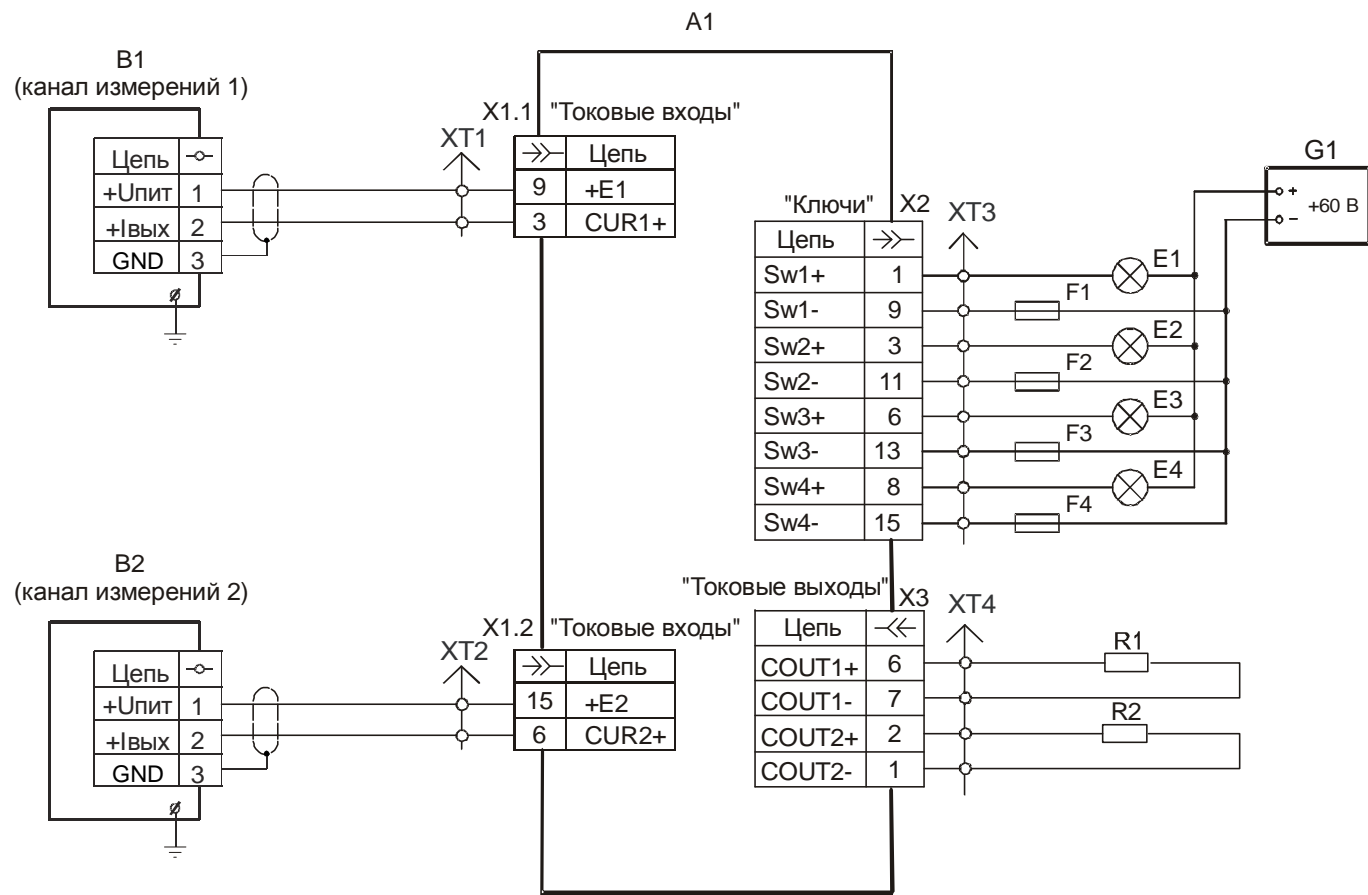 A1
B1
(канал измерений 1)
Цепь
+Uпит 1
+Iвых 2
GND 3
XT1
X1.1 "Токовые входы"
Цепь
9 +E1
3 CUR1+
"Ключи" X2
Цепь
Sw1+ 1
Sw1- 9
Sw2+ 3
Sw2- 11
Sw3+ 6
Sw3- 13
Sw4+ 8
Sw4- 15
XT3
E1
F1
E2
F2
E3
F3
E4
F4
G1
+
+60 В
–
B2
(канал измерений 2)
Цепь
+Uпит 1
+Iвых 2
GND 3
XT2
X1.2 "Токовые входы"
Цепь
15 +E2
6 CUR2+
"Токовые выходы" X3
Цепь
COUT1+ 6
COUT1- 7
COUT2+ 2
COUT2- 1
XT4
R1
R2